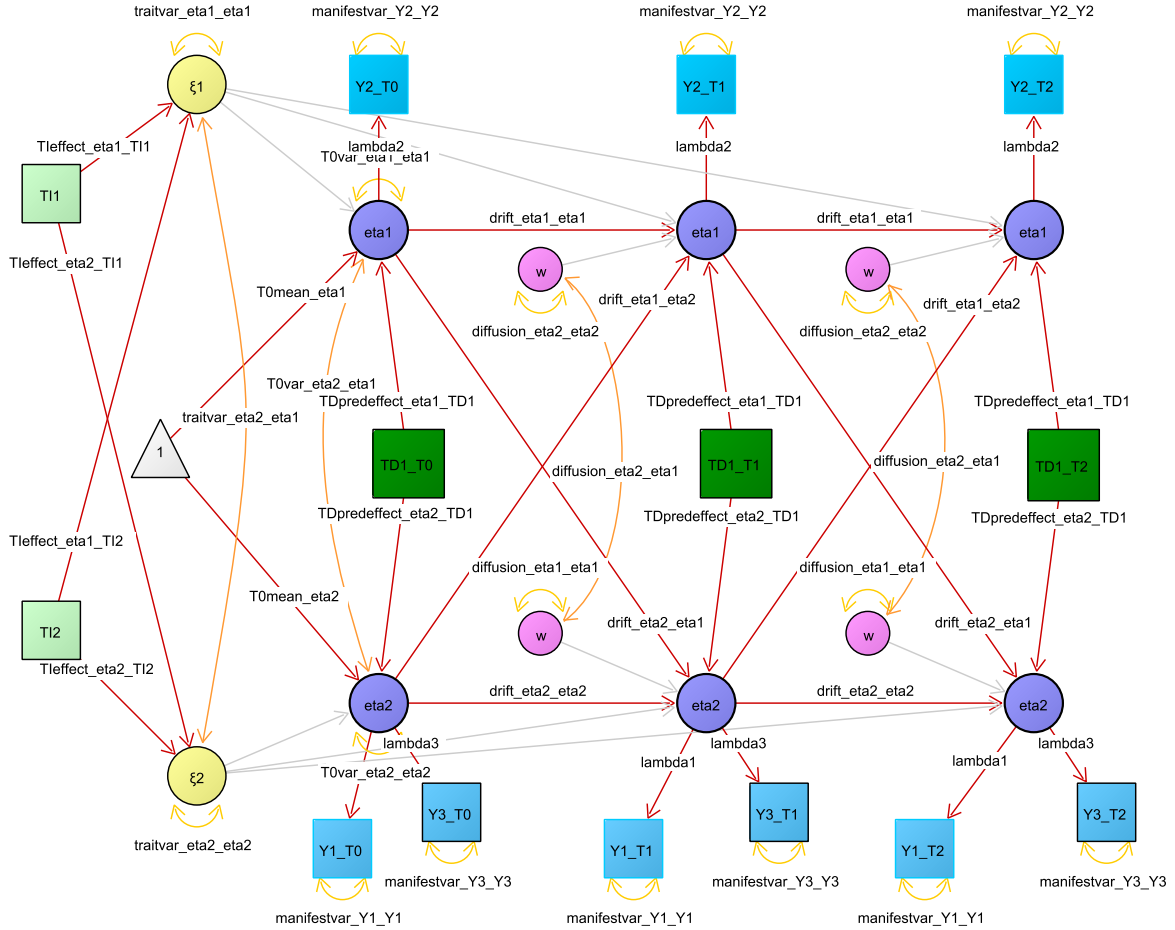 traitvar_eta1_eta1
manifestvar_Y2_Y2
manifestvar_Y2_Y2
manifestvar_Y2_Y2
ξ1
Y2_T0
Y2_T1
Y2_T2
TIeffect_eta1_TI1
lambda2
lambda2
lambda2
T0var_eta1_eta1
TI1
eta1
drift_eta1_eta1
eta1
drift_eta1_eta1
eta1
TIeffect_eta2_TI1
w
w
T0mean_eta1
drift_eta1_eta2
drift_eta1_eta2
diffusion_eta2_eta2
diffusion_eta2_eta2
T0var_eta2_eta1
TDpredeffect_eta1_TD1
TDpredeffect_eta1_TD1
TDpredeffect_eta1_TD1
traitvar_eta2_eta1
1
TD1_T0
TD1_T1
TD1_T2
diffusion_eta2_eta1
diffusion_eta2_eta1
TDpredeffect_eta2_TD1
TDpredeffect_eta2_TD1
TDpredeffect_eta2_TD1
TIeffect_eta1_TI2
diffusion_eta1_eta1
diffusion_eta1_eta1
T0mean_eta2
TI2
w
w
drift_eta2_eta1
drift_eta2_eta1
TIeffect_eta2_TI2
eta2
drift_eta2_eta2
eta2
drift_eta2_eta2
eta2
lambda3
lambda3
lambda3
ξ2
T0var_eta2_eta2
lambda1
lambda1
Y3_T0
Y3_T1
Y3_T2
traitvar_eta2_eta2
Y1_T0
Y1_T1
Y1_T2
manifestvar_Y3_Y3
manifestvar_Y3_Y3
manifestvar_Y3_Y3
manifestvar_Y1_Y1
manifestvar_Y1_Y1
manifestvar_Y1_Y1